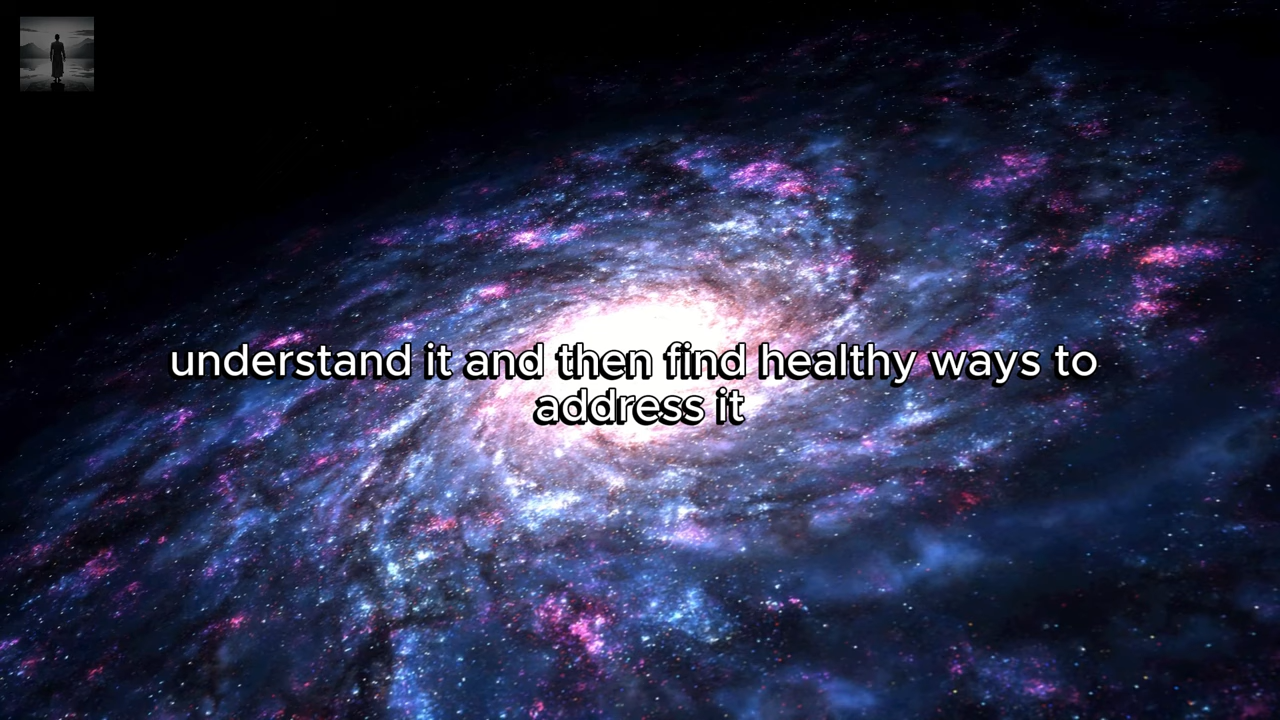 understand it and then find healthy ways to
address it